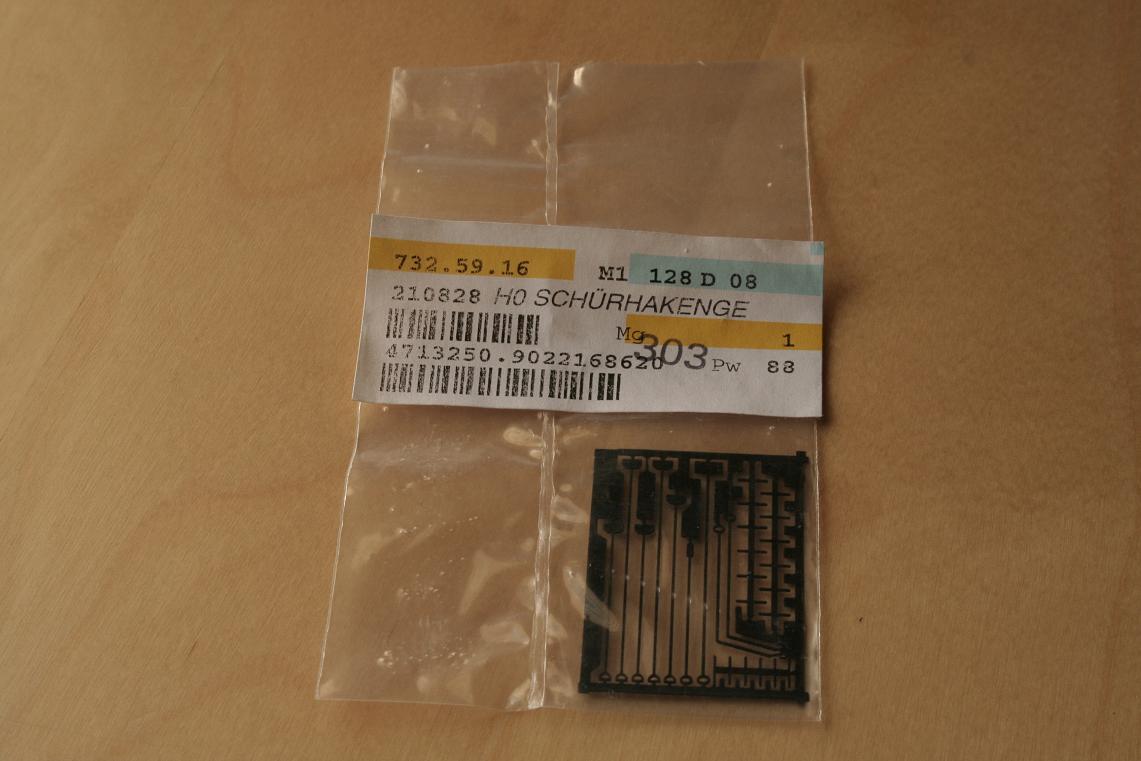 732.59.16 M1 128 D 08
210828 H0 SCHÜRHAKENGE
Mg 1
4713250.9022168620 303 Pw 88